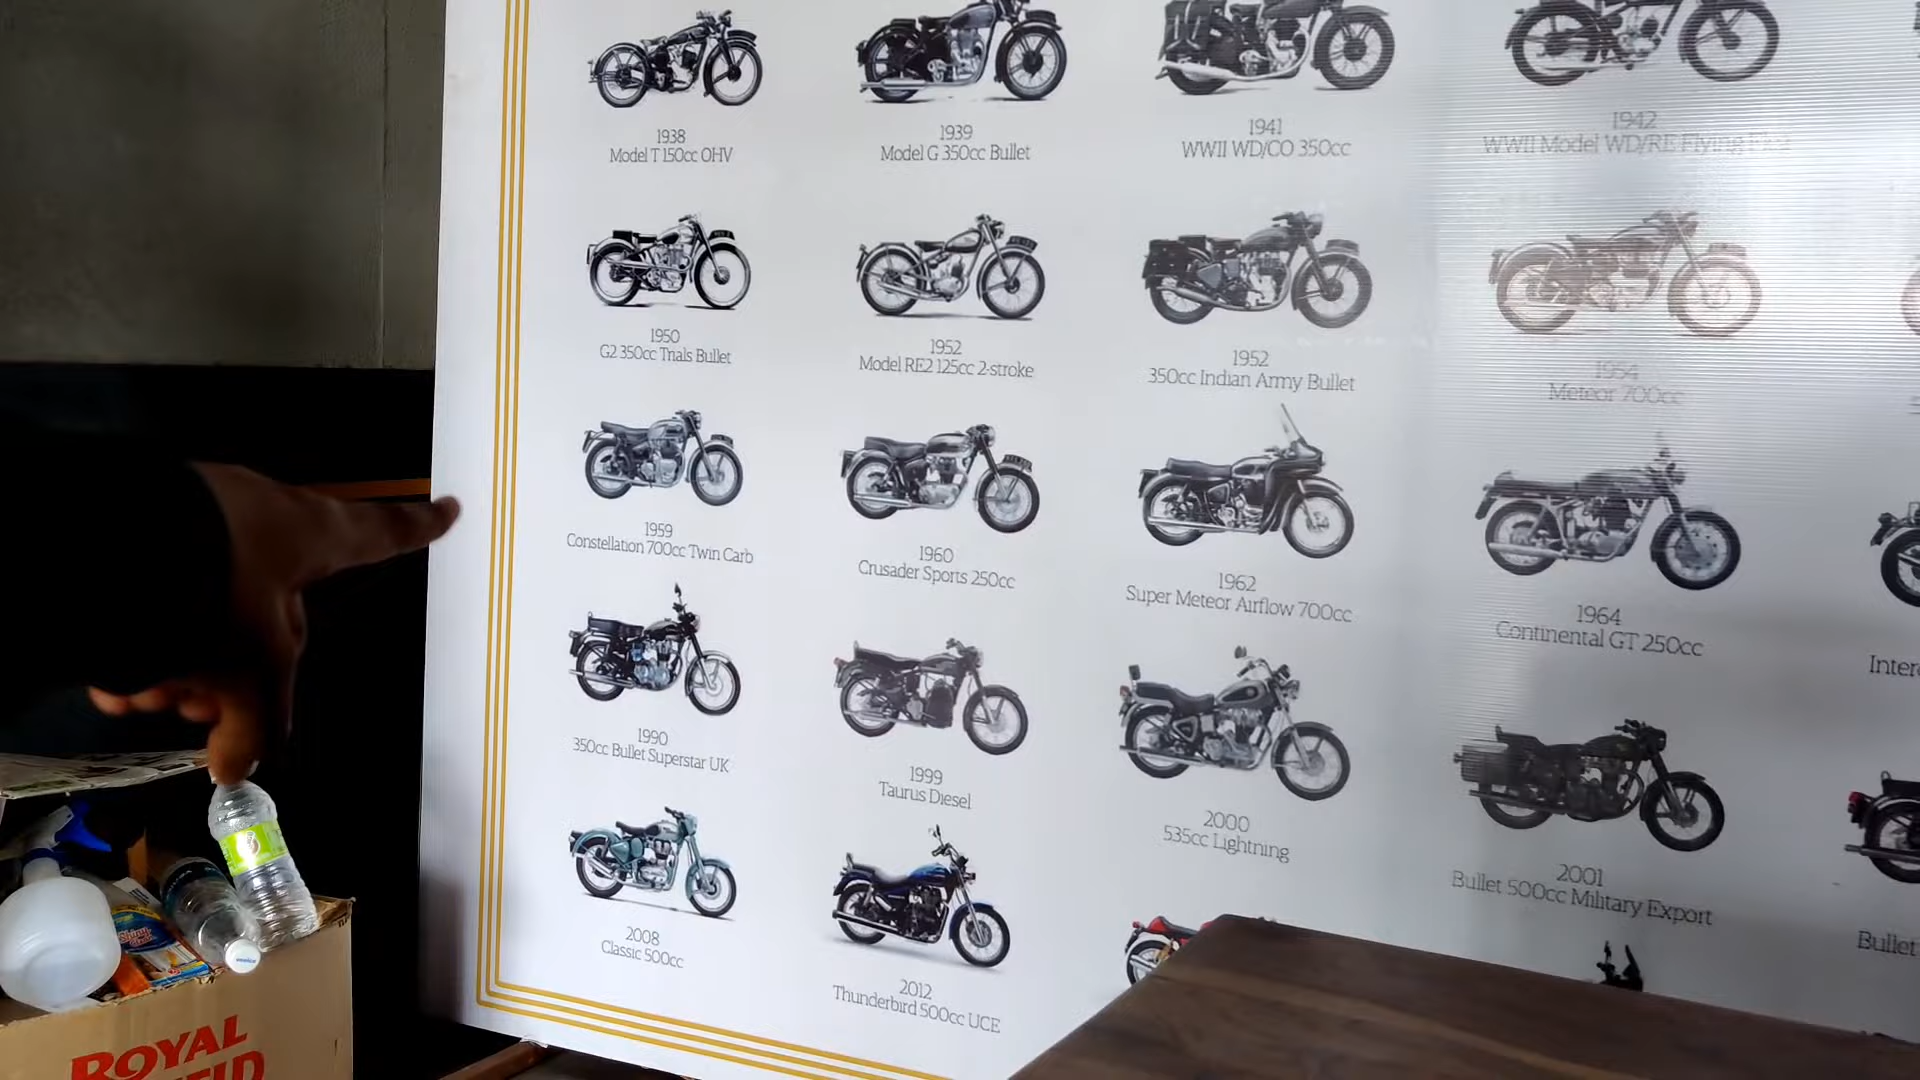 1938
Model T 150cc OHV
1939
Model G 350cc Bullet
1941
WWII WD/CO 350cc
1942
WWII Model WD/RE Flying Flea
1950
G2 350cc Trials Bullet
1952
Model RE2 125cc 2-stroke
1952
350cc Indian Army Bullet
1954
Meteor 700cc
1959
Constellation 700cc Twin Carb
1960
Crusader Sports 250cc
1962
Super Meteor Airflow 700cc
1964
Continental GT 250cc
Inter
1990
350cc Bullet Superstar UK
1999
Taurus Diesel
2000
535cc Lightning
2001
Bullet 500cc Military Export
Bullet
2008
Classic 500cc
2012
Thunderbird 500cc UCE
ROYAL